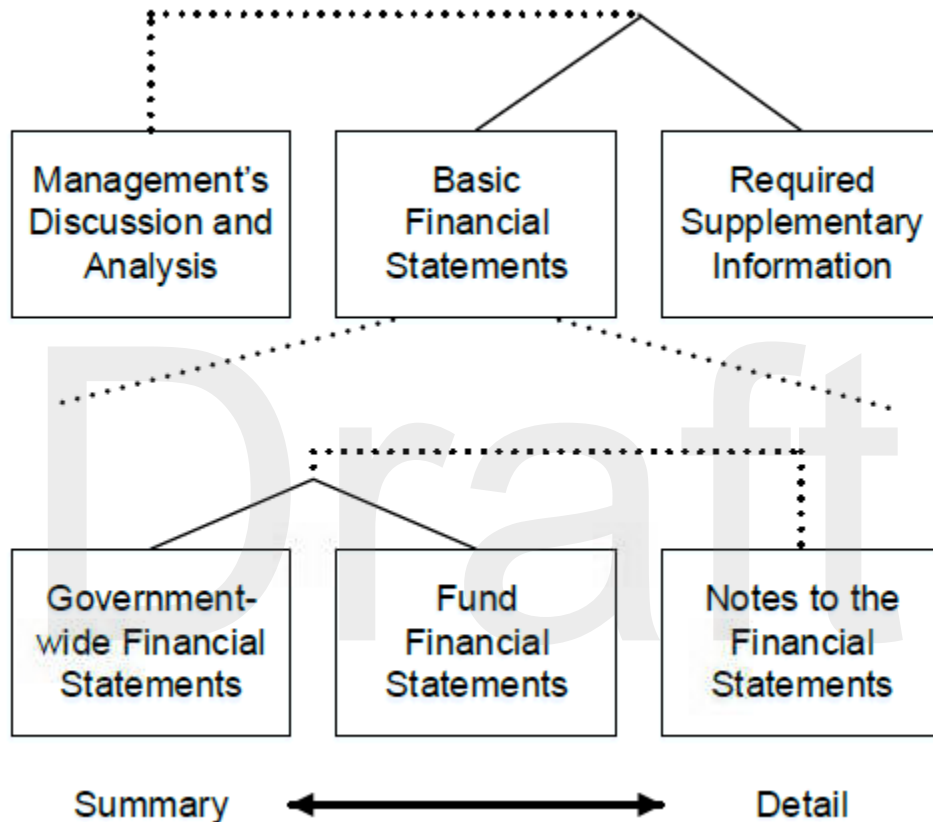 Management's
Discussion and
Analysis
Basic
Financial
Statements
Required
Supplementary
Information
Draft
Government-
wide Financial
Statements
Fund
Financial
Statements
Notes to the
Financial
Statements
Summary
Detail